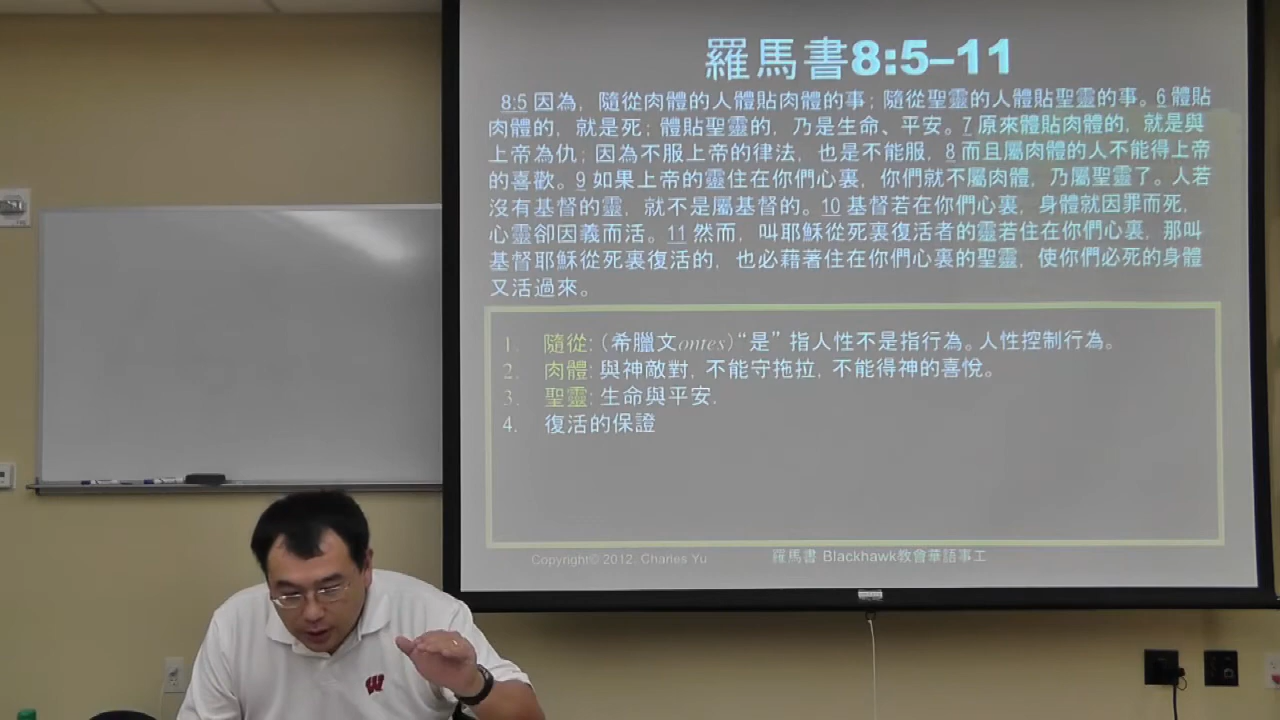 羅馬書8:5–11
8:5 因為, 隨從肉體的人體貼肉體的事; 隨從聖靈的人體貼聖靈的事。6 體貼
肉體的, 就是死; 體貼聖靈的, 乃是生命、平安。7 原來體貼肉體的, 就是與
上帝為仇; 因為不服上帝的律法, 也是不能服, 8 而且屬肉體的人不能得上帝
的喜歡。9 如果上帝的靈住在你們心裏, 你們就不屬肉體, 乃屬聖靈了。人若
沒有基督的靈, 就不是屬基督的。10 基督若在你們心裏, 身體就因罪而死,
心靈卻因義而活。11 然而, 叫耶穌從死裏復活者的靈若住在你們心裏, 那叫
基督耶穌從死裏復活的, 也必藉著住在你們心裏的聖靈, 使你們必死的身體
又活過來。
1. 隨從: (希臘文ontes) “是” 指人性不是指行為。人性控制行為。
2. 肉體: 與神敵對, 不能守拖拉, 不能得神的喜悅。
3. 聖靈: 生命與平安.
4. 復活的保證
Copyright© 2012, Charles Yu 羅馬書 Blackhawk教會華語事工
W